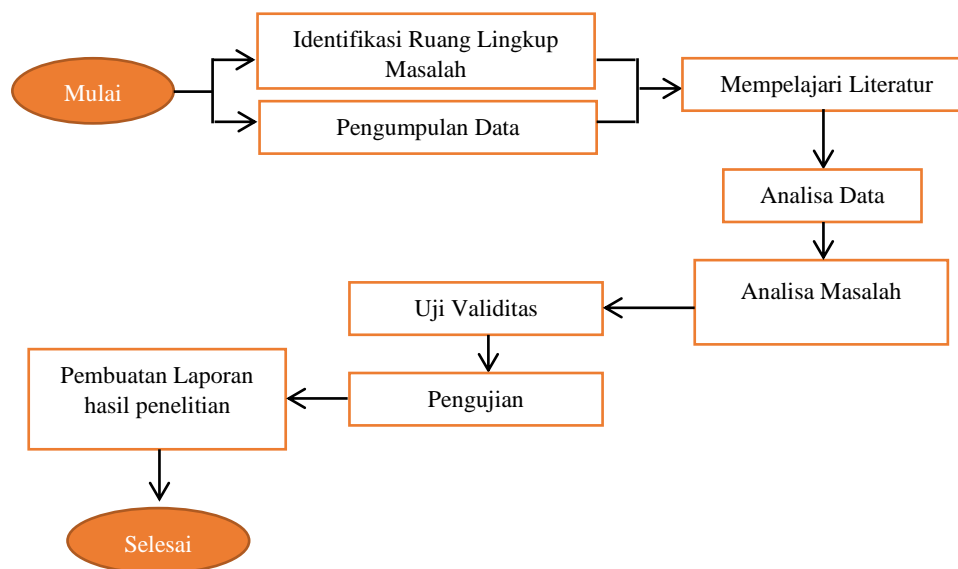 Mulai
Identifikasi Ruang Lingkup
Masalah
Pengumpulan Data
Mempelajari Literatur
Analisa Data
Analisa Masalah
Uji Validitas
Pengujian
Pembuatan Laporan
hasil penelitian
Selesai